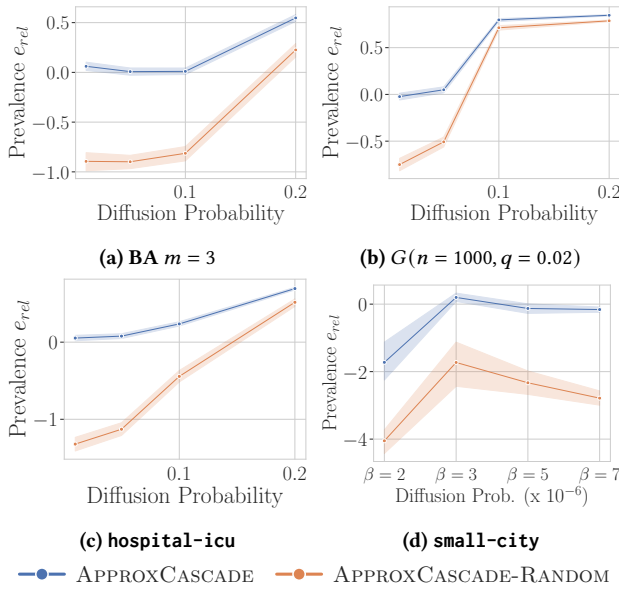 0.5
0.0
−0.5
−1.0
Prevalence e_rel
0.1
0.2
Diffusion Probability
(a) BA m = 3
0.5
0.0
−0.5
Prevalence e_rel
0.1
0.2
Diffusion Probability
(b) G(n = 1000, q = 0.02)
0
−1
Prevalence e_rel
0.1
0.2
Diffusion Probability
(c) hospital-icu
0
−2
−4
Prevalence e_rel
β = 2
β = 3
β = 5
β = 7
Diffusion Prob. (x 10⁻⁶)
(d) small-city
APPROXCASCADE
APPROXCASCADE-RANDOM